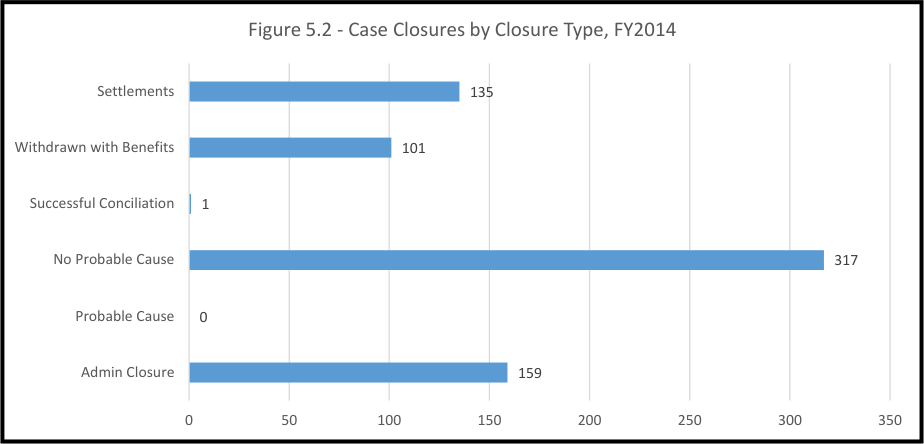 Figure 5.2 - Case Closures by Closure Type, FY2014
Settlements 135
Withdrawn with Benefits 101
Successful Conciliation 1
No Probable Cause 317
Probable Cause 0
Admin Closure 159
0 50 100 150 200 250 300 350